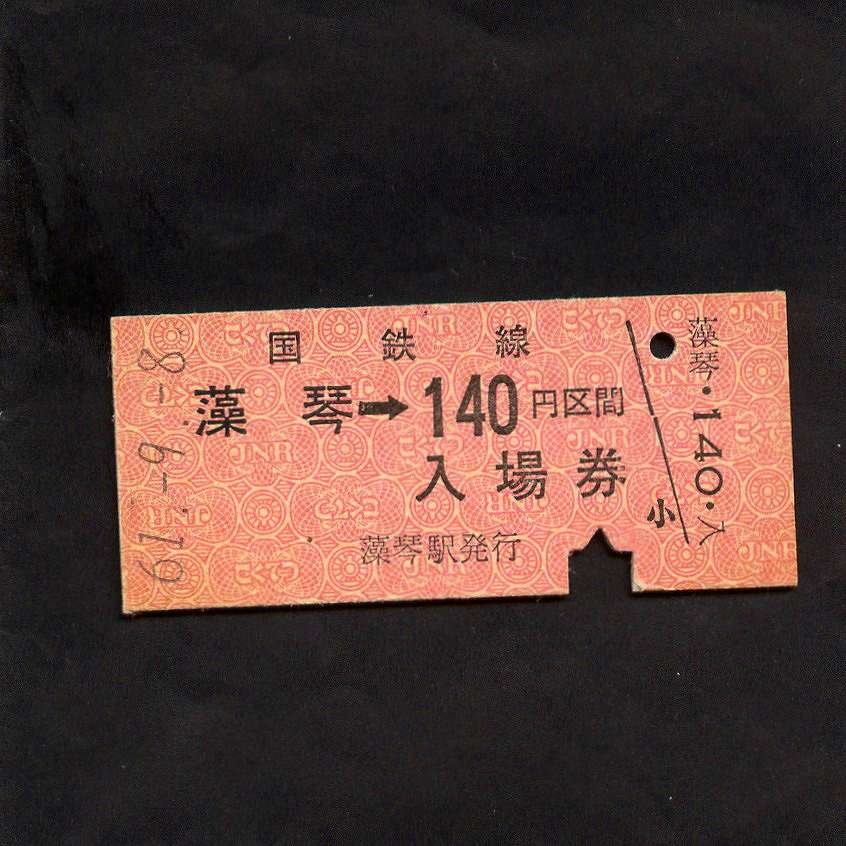 国鉄線
藻琴→140円区間
入場券
藻琴駅発行
小
藻琴・140・入
61.-9.-8